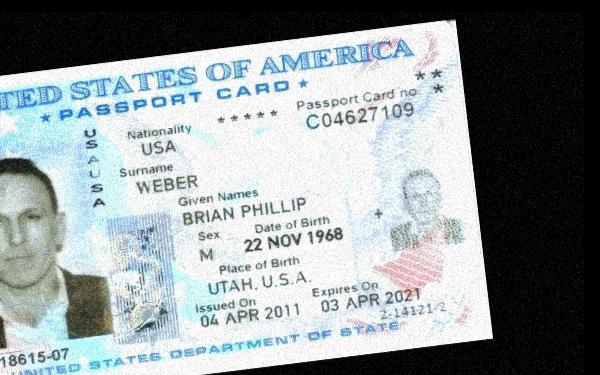 TED STATES OF AMERICA
★ PASSPORT CARD ★
USAUSA
Nationality
USA
* * * * *
Passport Card no
C04627109
* * *
Surname
WEBER
Given Names
BRIAN PHILLIP
Sex
M
Date of Birth
22 NOV 1968
Place of Birth
UTAH, U.S.A.
Issued On
04 APR 2011
Expires On
03 APR 2021
2-14121-2
18615-07
UNITED STATES DEPARTMENT OF STATE